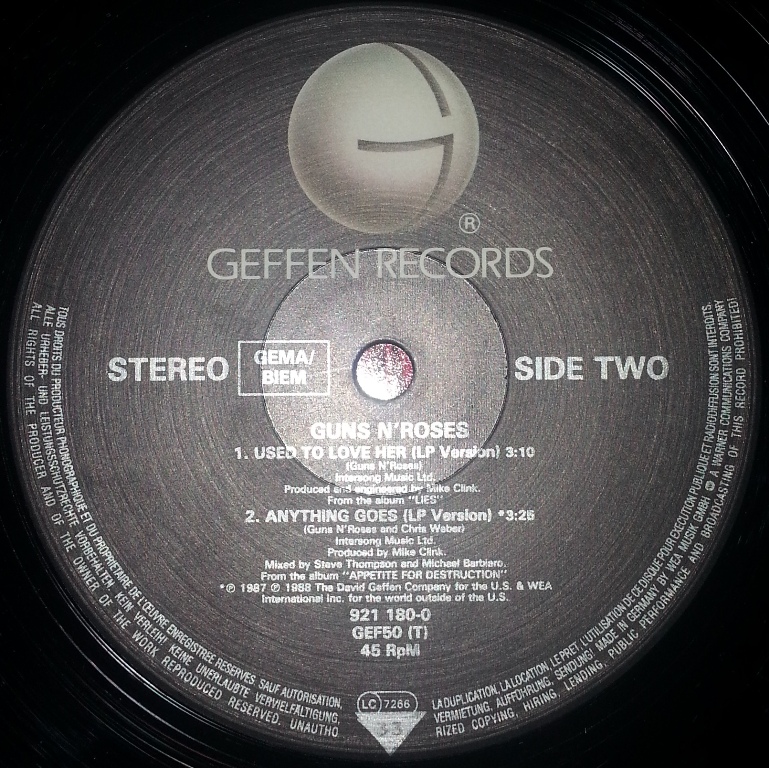 ®
GEFFEN RECORDS
STEREO
GEMA/
BIEM
SIDE TWO
GUNS N'ROSES
1. USED TO LOVE HER (LP Version) 3:10
(Guns N'Roses)
Intersong Music Ltd.
Produced and engineered by Mike Clink.
From the album "LIES"
2. ANYTHING GOES (LP Version) *3:25
(Guns N'Roses and Chris Weber)
Intersong Music Ltd.
Produced by Mike Clink.
Mixed by Steve Thompson and Michael Barbiero.
From the album "APPETITE FOR DESTRUCTION"
*℗ 1987 ℗ 1988 The David Geffen Company for the U.S. & WEA
International Inc. for the world outside of the U.S.
921 180-0
GEF50 (T)
45 RpM
TOUS DROITS DU PRODUCTEUR PHONOGRAPHIQUE ET DU PROPRIETAIRE DE L'ŒUVRE ENREGISTREE RESERVES. SAUF AUTORISATION, LA DUPLICATION, LA LOCATION, LE PRET, L'UTILISATION DE CE DISQUE POUR EXECUTION PUBLIQUE ET RADIODIFFUSION SONT INTERDITS.
ALLE URHEBER- UND LEISTUNGSSCHUTZRECHTE VORBEHALTEN. KEIN VERLEIH! KEINE UNERLAUBTE VERVIELFÄLTIGUNG, VERMIETUNG, AUFFÜHRUNG, SENDUNG! MADE IN GERMANY BY WEA MUSIK GMBH A WARNER COMMUNICATIONS COMPANY
ALL RIGHTS OF THE PRODUCER AND OF THE OWNER OF THE WORK REPRODUCED RESERVED. UNAUTHORIZED COPYING, HIRING, LENDING, PUBLIC PERFORMANCE AND BROADCASTING OF THIS RECORD PROHIBITED!
LC 7266
33